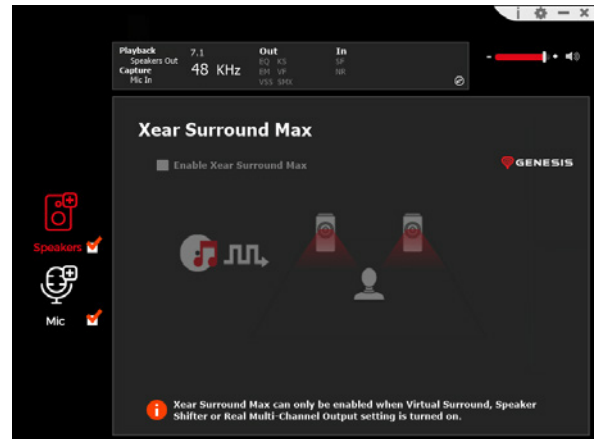 i
Playback 7.1 Out In
Speakers Out EQ KS SF
Capture 48 KHz EM VF NR
Mic In VSS SMX
Xear Surround Max
Enable Xear Surround Max
GENESIS
Speakers
Mic
Xear Surround Max can only be enabled when Virtual Surround, Speaker
Shifter or Real Multi-Channel Output setting is turned on.